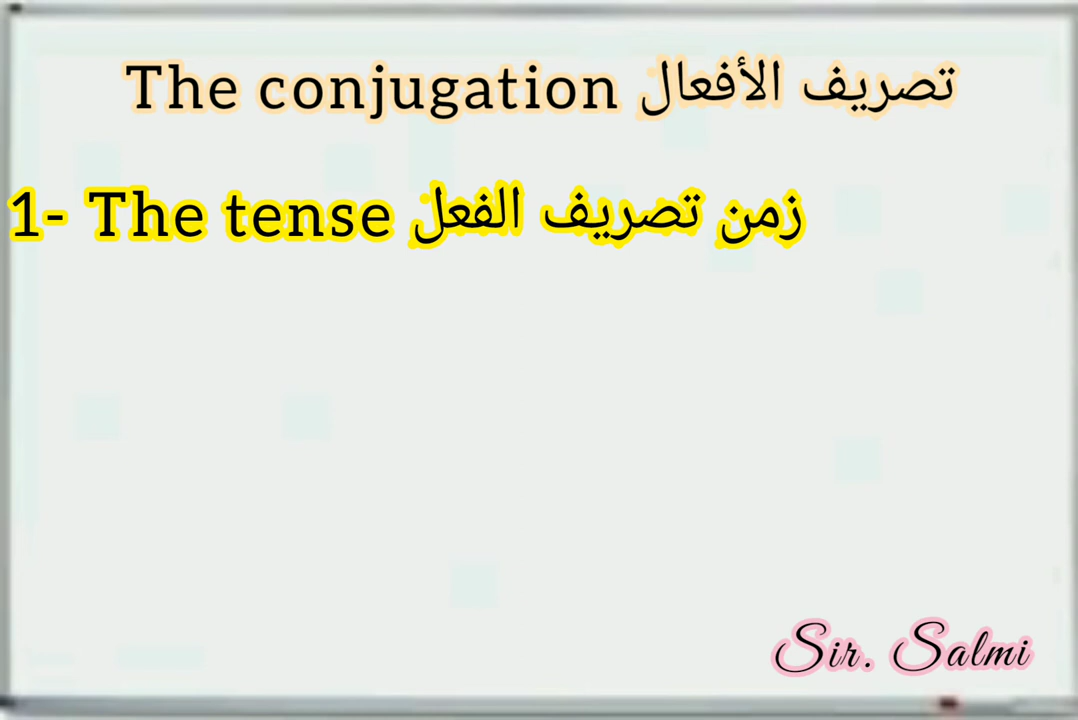 The conjugation تصريف الأفعال
1- The tense زمن تصريف الفعل
Sir. Salmi